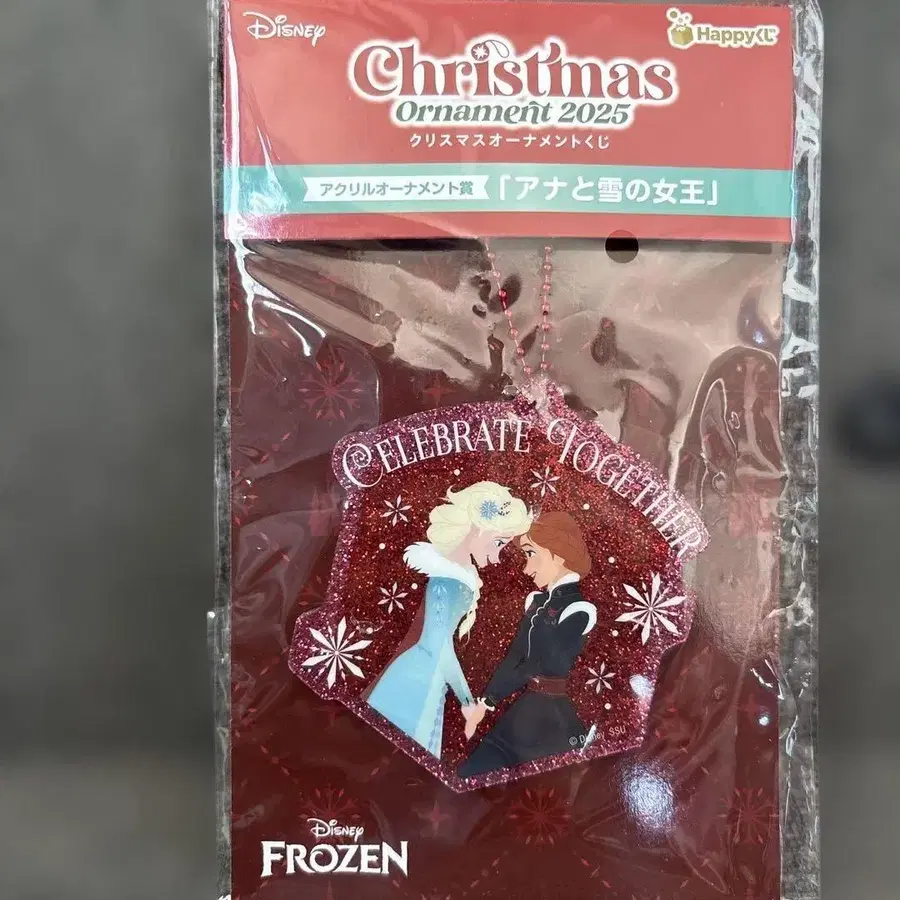 Disney
Happyくじ
Christmas
Ornament 2025
クリスマスオーナメントくじ
アクリルオーナメント賞
「アナと雪の女王」
CELEBRATE TOGETHER
© Disney, SSU
Disney
FROZEN